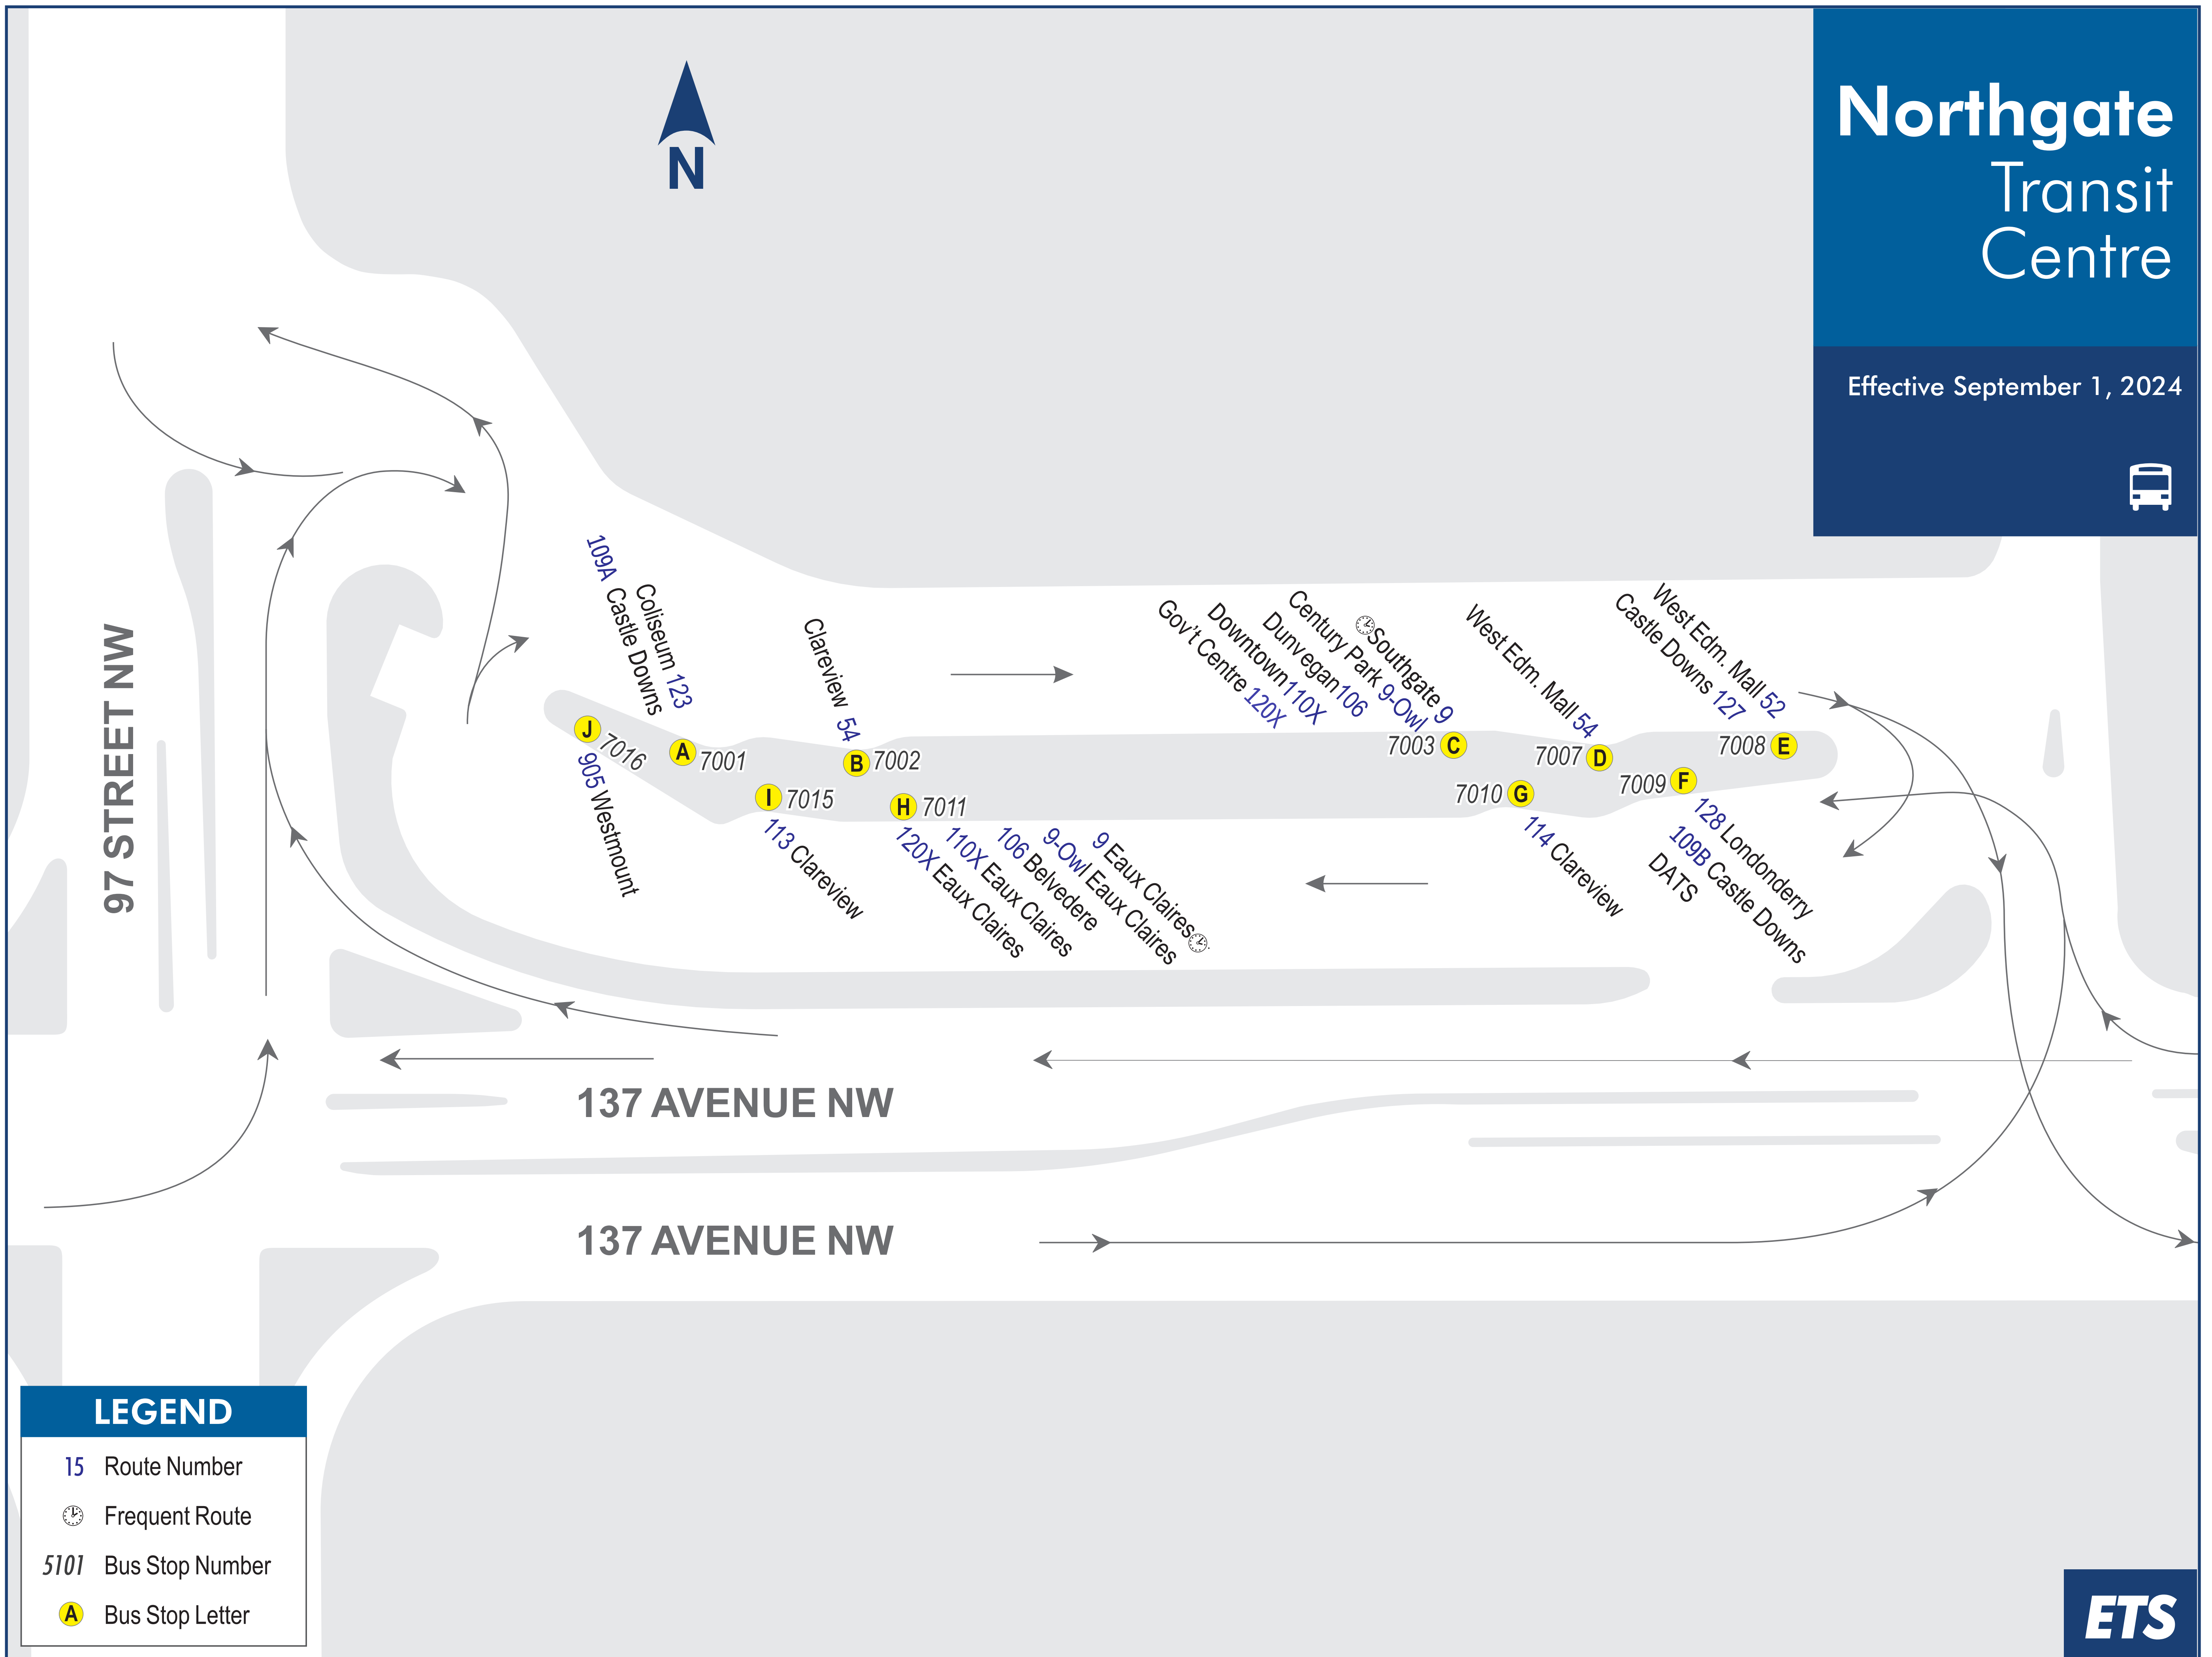 Northgate
Transit
Centre
Effective September 1, 2024
N
97 STREET NW
109A Castle Downs
Coliseum 123
Clareview 54
Gov't Centre 120X
Downtown 110X
Dunvegan 106
Century Park 9-Owl
Southgate 9
West Edm. Mall 54
Castle Downs 127
West Edm. Mall 52
J
7016
A
7001
B
7002
7003
C
7007
D
7008
E
I
7015
H
7011
7010
G
7009
F
905 Westmount
113 Clareview
120X Eaux Claires
110X Eaux Claires
106 Belvedere
9-Owl Eaux Claires
9 Eaux Claires
114 Clareview
DATS
109B Castle Downs
128 Londonderry
137 AVENUE NW
137 AVENUE NW
LEGEND
15 Route Number
Frequent Route
5101 Bus Stop Number
A Bus Stop Letter
ETS